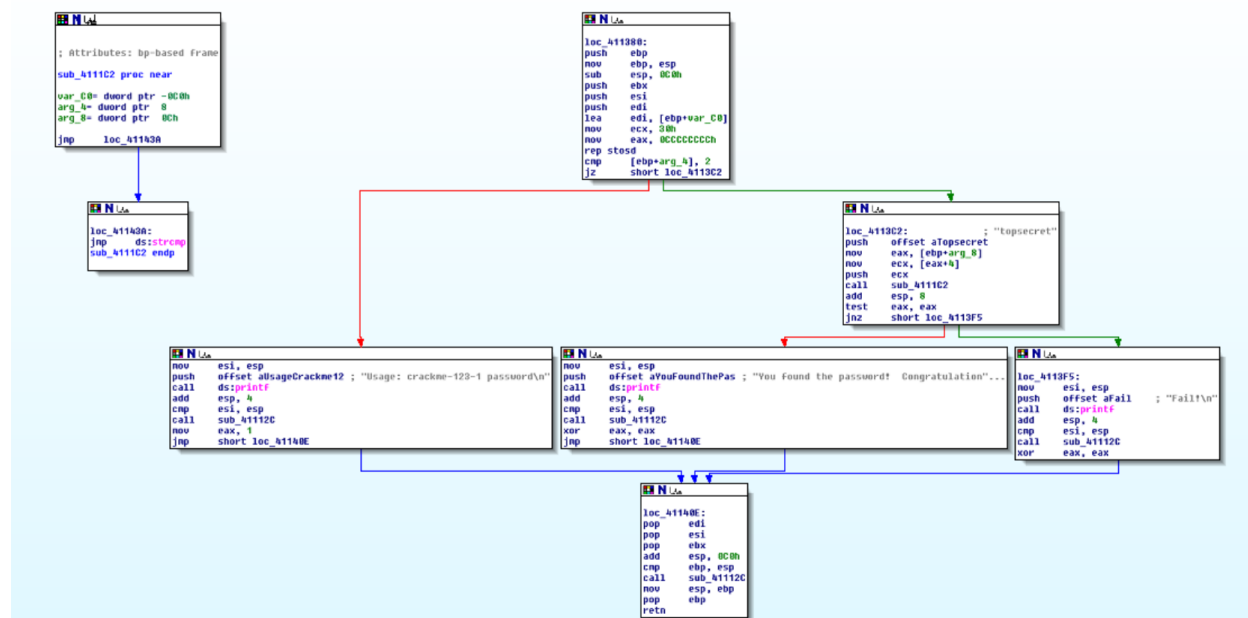 ; Attributes: bp-based frame
sub_4111C2 proc near
var_C0= dword ptr -0C0h
arg_4= dword ptr  8
arg_8= dword ptr  0Ch
jmp     loc_41143A
loc_41143A:
jmp     ds:strcmp
sub_4111C2 endp
loc_411380:
push    ebp
mov     ebp, esp
sub     esp, 0C0h
push    ebx
push    esi
push    edi
lea     edi, [ebp+var_C0]
mov     ecx, 30h
mov     eax, 0CCCCCCCCh
rep stosd
cmp     [ebp+arg_4], 2
jz      short loc_4113C2
loc_4113C2:             ; "topsecret"
push    offset aTopsecret
mov     eax, [ebp+arg_8]
mov     ecx, [eax+4]
push    ecx
call    sub_4111C2
add     esp, 8
test    eax, eax
jnz     short loc_4113F5
mov     esi, esp
push    offset aUsageCrackme12 ; "Usage: crackme-123-1 password\n"
call    ds:printf
add     esp, 4
cmp     esi, esp
call    sub_41112C
mov     eax, 1
jmp     short loc_41140E
mov     esi, esp
push    offset aYouFoundThePas ; "You found the password!  Congratulation"...
call    ds:printf
add     esp, 4
cmp     esi, esp
call    sub_41112C
xor     eax, eax
jmp     short loc_41140E
loc_4113F5:
mov     esi, esp
push    offset aFail    ; "Fail!\n"
call    ds:printf
add     esp, 4
cmp     esi, esp
call    sub_41112C
xor     eax, eax
loc_41140E:
pop     edi
pop     esi
pop     ebx
add     esp, 0C0h
cmp     ebp, esp
call    sub_41112C
mov     esp, ebp
pop     ebp
retn